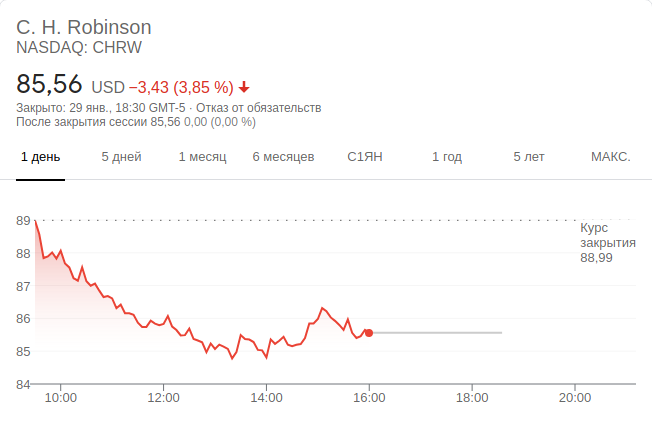 C. H. Robinson
NASDAQ: CHRW
85,56 USD −3,43 (3,85 %)
Закрыто: 29 янв., 18:30 GMT-5 · Отказ от обязательств
После закрытия сессии 85,56 0,00 (0,00 %)
1 день 5 дней 1 месяц 6 месяцев С1ЯН 1 год 5 лет МАКС.
89
Курс
закрытия
88,99
88
87
86
85
84
10:00 12:00 14:00 16:00 18:00 20:00